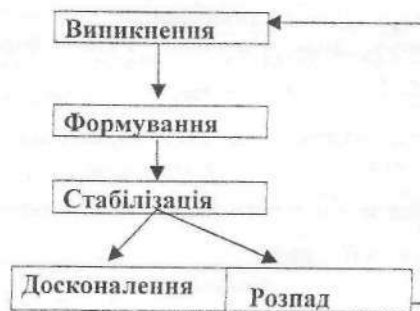 Виникнення
Формування
Стабілізація
Досконалення
Розпад